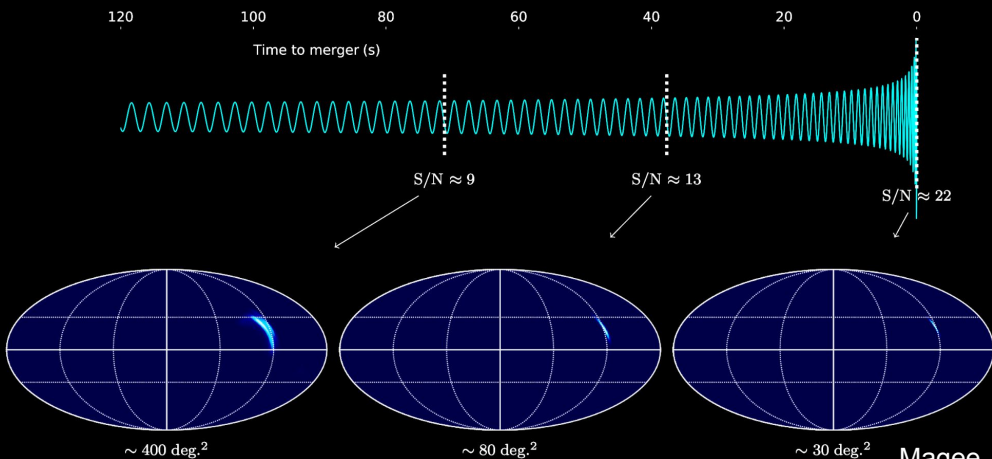 120 100 80 60 40 20 0
Time to merger (s)
S/N ≈ 9
S/N ≈ 13
S/N ≈ 22
~ 400 deg.²
~ 80 deg.²
~ 30 deg.²
Magee